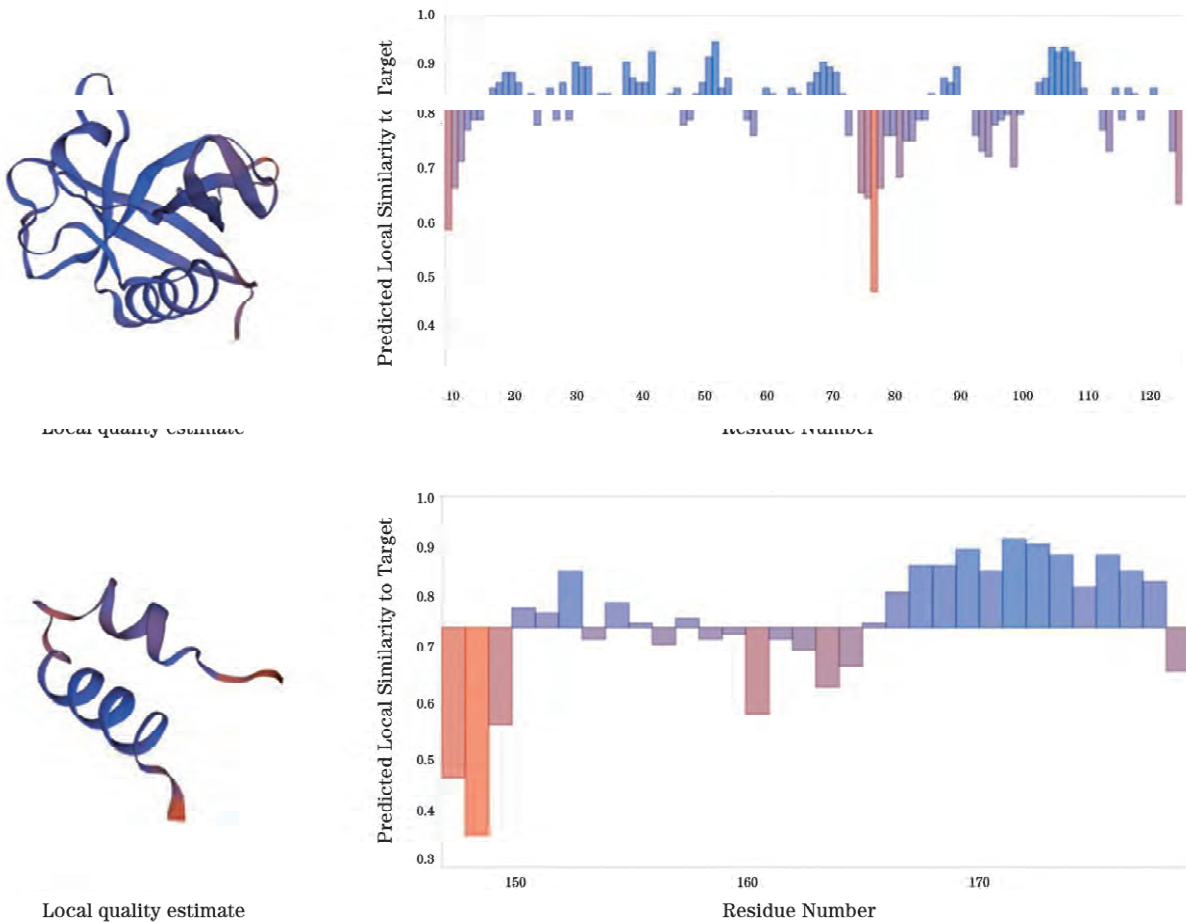 Predicted Local Similarity to Target
1.0
0.9
0.8
0.7
0.6
0.5
0.4
10 20 30 40 50 60 70 80 90 100 110 120
Local quality estimate
Residue Number
Predicted Local Similarity to Target
1.0
0.9
0.8
0.7
0.6
0.5
0.4
0.3
150 160 170
Local quality estimate
Residue Number